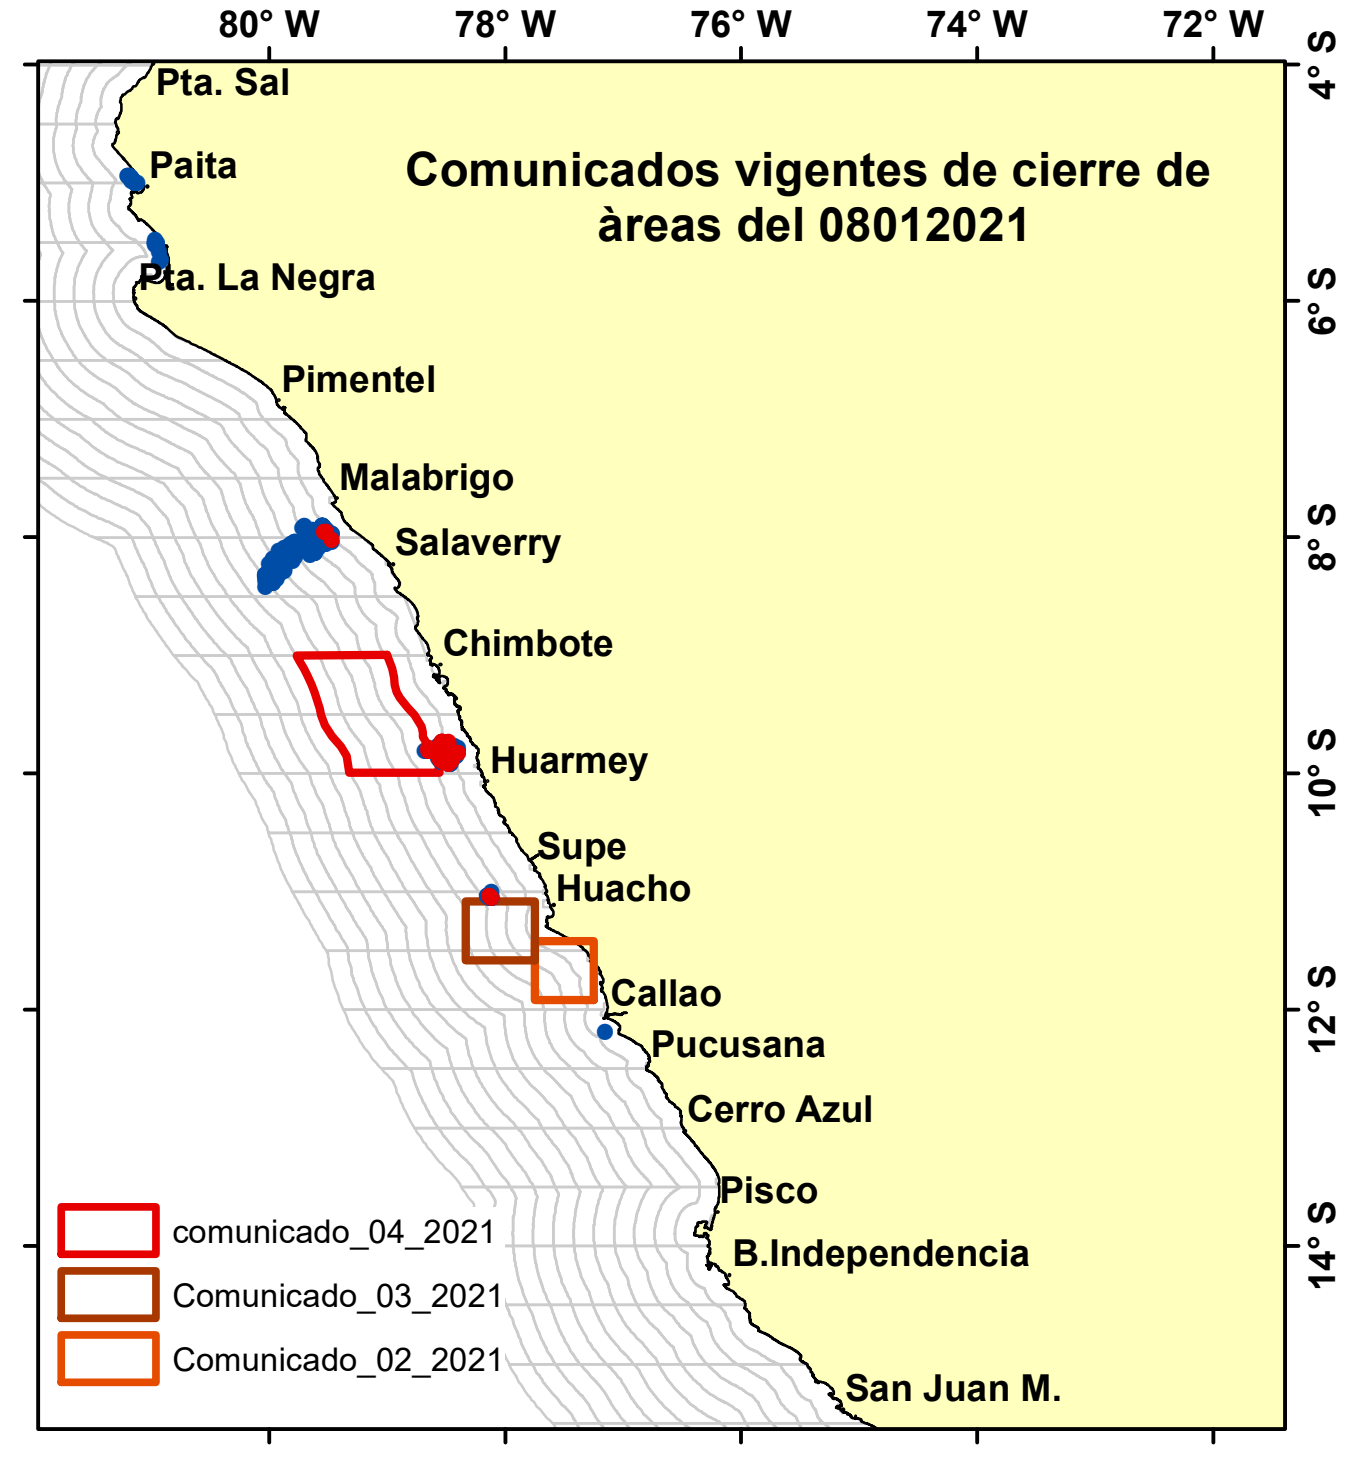 80° W 78° W 76° W 74° W 72° W
4° S
Pta. Sal
Paita
Comunicados vigentes de cierre de
àreas del 08012021
Pta. La Negra
6° S
Pimentel
Malabrigo
Salaverry
8° S
Chimbote
Huarmey
10° S
Supe
Huacho
Callao
12° S
Pucusana
Cerro Azul
Pisco
comunicado_04_2021
B.Independencia
14° S
Comunicado_03_2021
Comunicado_02_2021
San Juan M.